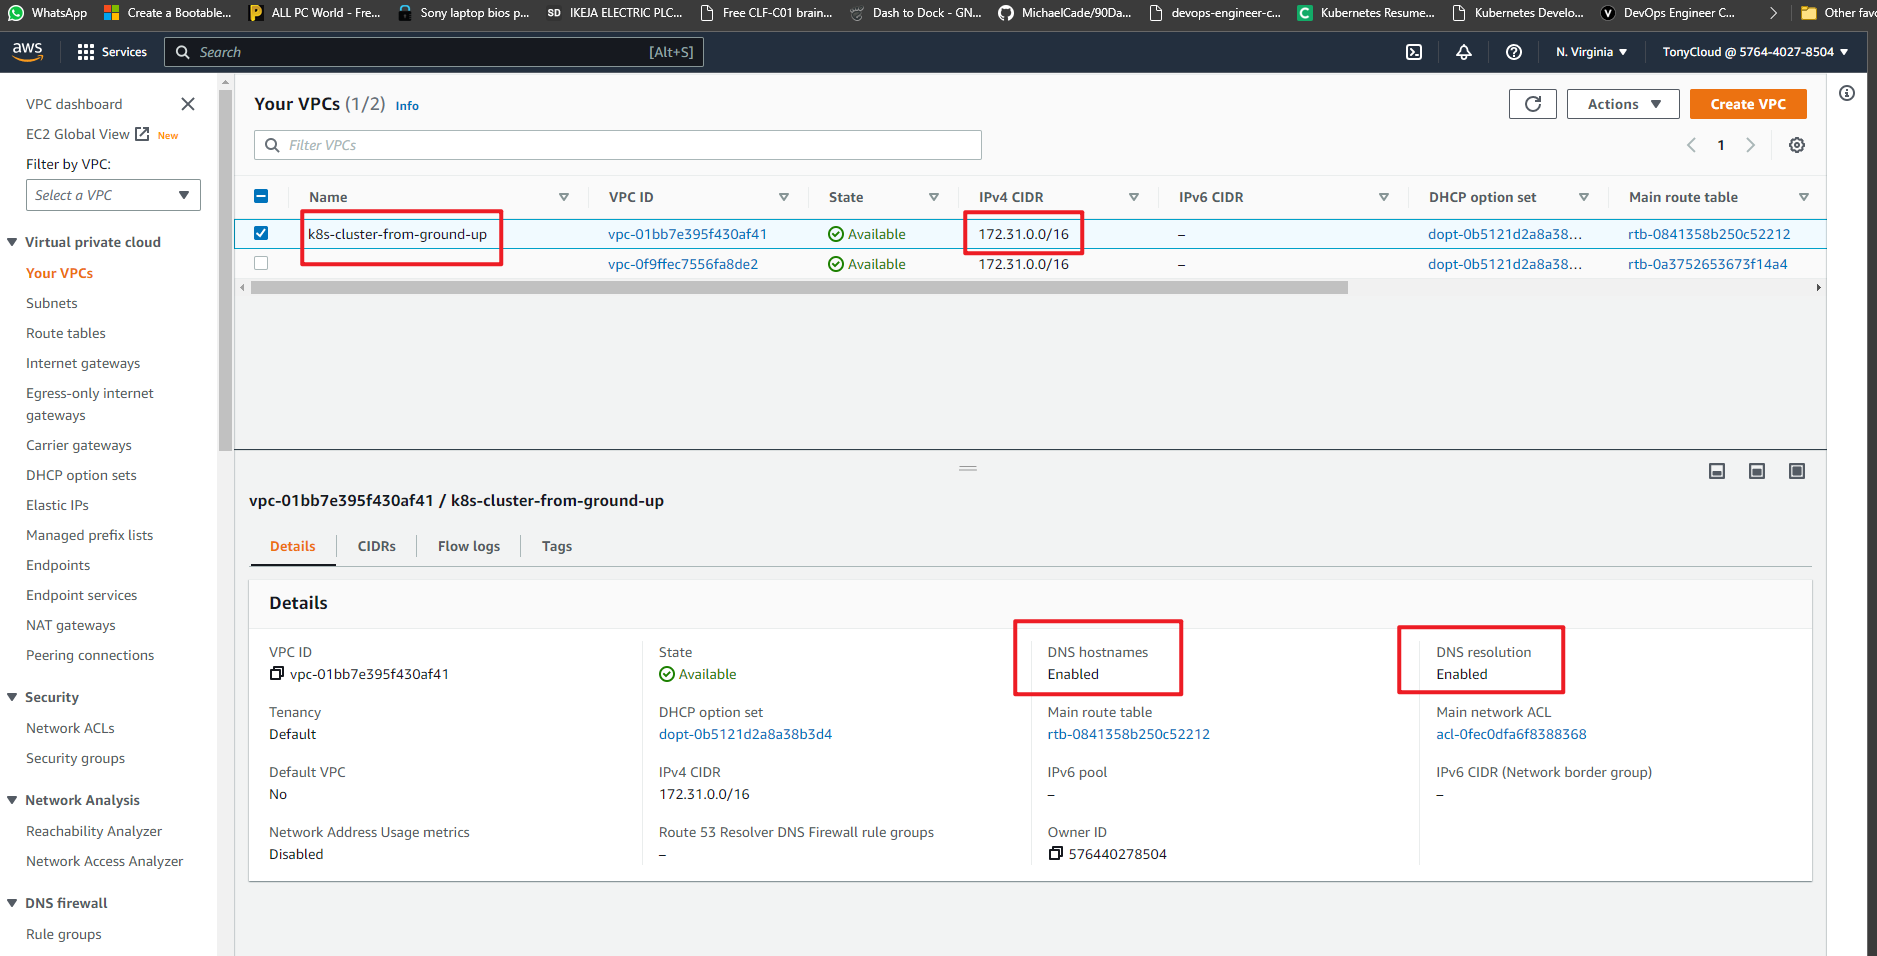 WhatsApp Create a Bootable... ALL PC World - Fre... Sony laptop bios p... SD IKEJA ELECTRIC PLC... Free CLF-C01 brain... Dash to Dock - GN... MichaelCade/90Da... devops-engineer-c... C Kubernetes Resume... Kubernetes Develo... V DevOps Engineer C... Other fav
aws Services Search [Alt+S] N. Virginia TonyCloud @ 5764-4027-8504
VPC dashboard
EC2 Global View New
Filter by VPC:
Select a VPC
Virtual private cloud
Your VPCs
Subnets
Route tables
Internet gateways
Egress-only internet
gateways
Carrier gateways
DHCP option sets
Elastic IPs
Managed prefix lists
Endpoints
Endpoint services
NAT gateways
Peering connections
Security
Network ACLs
Security groups
Network Analysis
Reachability Analyzer
Network Access Analyzer
DNS firewall
Rule groups
Your VPCs (1/2) Info
Actions Create VPC
Filter VPCs
1
Name VPC ID State IPv4 CIDR IPv6 CIDR DHCP option set Main route table
k8s-cluster-from-ground-up vpc-01bb7e395f430af41 Available 172.31.0.0/16 – dopt-0b5121d2a8a38... rtb-0841358b250c52212
vpc-0f9ffec7556fa8de2 Available 172.31.0.0/16 – dopt-0b5121d2a8a38... rtb-0a3752653673f14a4
vpc-01bb7e395f430af41 / k8s-cluster-from-ground-up
Details CIDRs Flow logs Tags
Details
VPC ID State DNS hostnames DNS resolution
vpc-01bb7e395f430af41 Available Enabled Enabled
Tenancy DHCP option set Main route table Main network ACL
Default dopt-0b5121d2a8a38b3d4 rtb-0841358b250c52212 acl-0fec0dfa6f8388368
Default VPC IPv4 CIDR IPv6 pool IPv6 CIDR (Network border group)
No 172.31.0.0/16 – –
Network Address Usage metrics Route 53 Resolver DNS Firewall rule groups Owner ID
Disabled – 576440278504